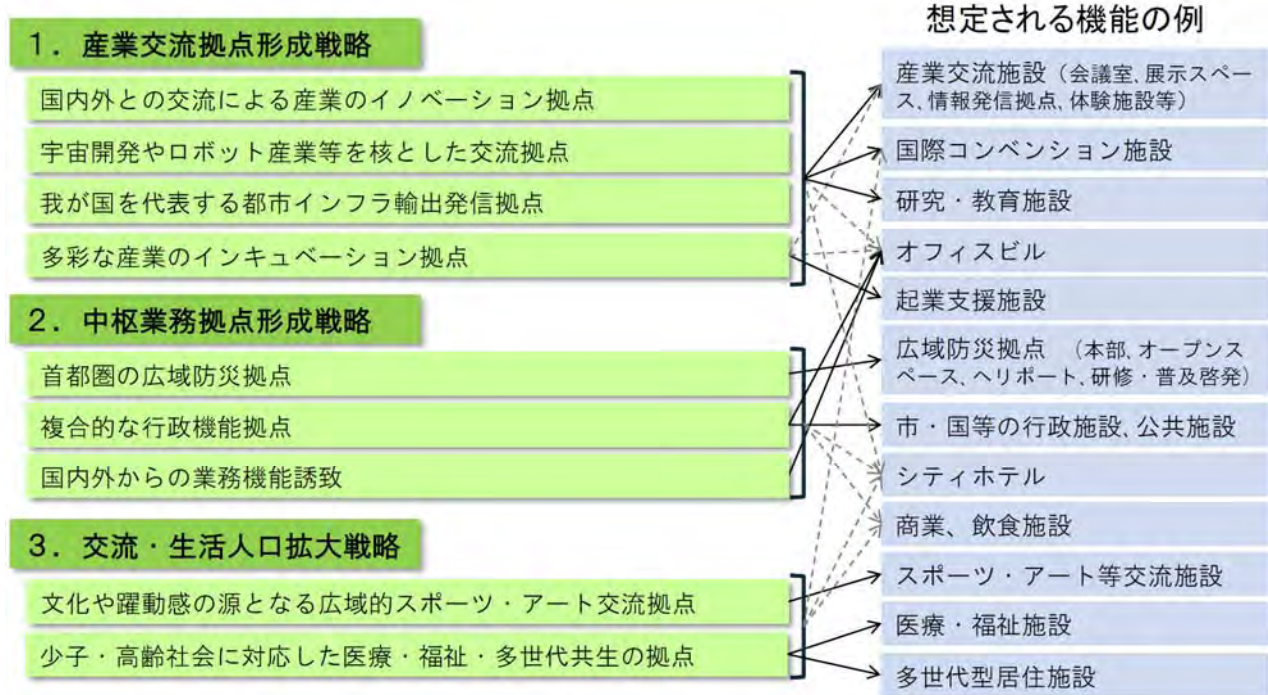 想定される機能の例
1．産業交流拠点形成戦略
国内外との交流による産業のイノベーション拠点
宇宙開発やロボット産業等を核とした交流拠点
我が国を代表する都市インフラ輸出発信拠点
多彩な産業のインキュベーション拠点
2．中枢業務拠点形成戦略
首都圏の広域防災拠点
複合的な行政機能拠点
国内外からの業務機能誘致
3．交流・生活人口拡大戦略
文化や躍動感の源となる広域的スポーツ・アート交流拠点
少子・高齢社会に対応した医療・福祉・多世代共生の拠点
産業交流施設（会議室、展示スペー
ス、情報発信拠点、体験施設等）
国際コンベンション施設
研究・教育施設
オフィスビル
起業支援施設
広域防災拠点　（本部、オープンス
ペース、ヘリポート、研修・普及啓発）
市・国等の行政施設、公共施設
シティホテル
商業、飲食施設
スポーツ・アート等交流施設
医療・福祉施設
多世代型居住施設